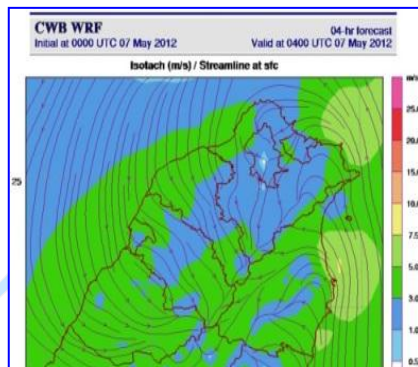 CWB WRF
04-hr forecast
Initial at 0000 UTC 07 May 2012
Valid at 0400 UTC 07 May 2012
Isotach (m/s) / Streamline at sfc
m/s
25.0
20.0
15.0
10.0
7.5
5.0
3.0
1.0
0.5
25